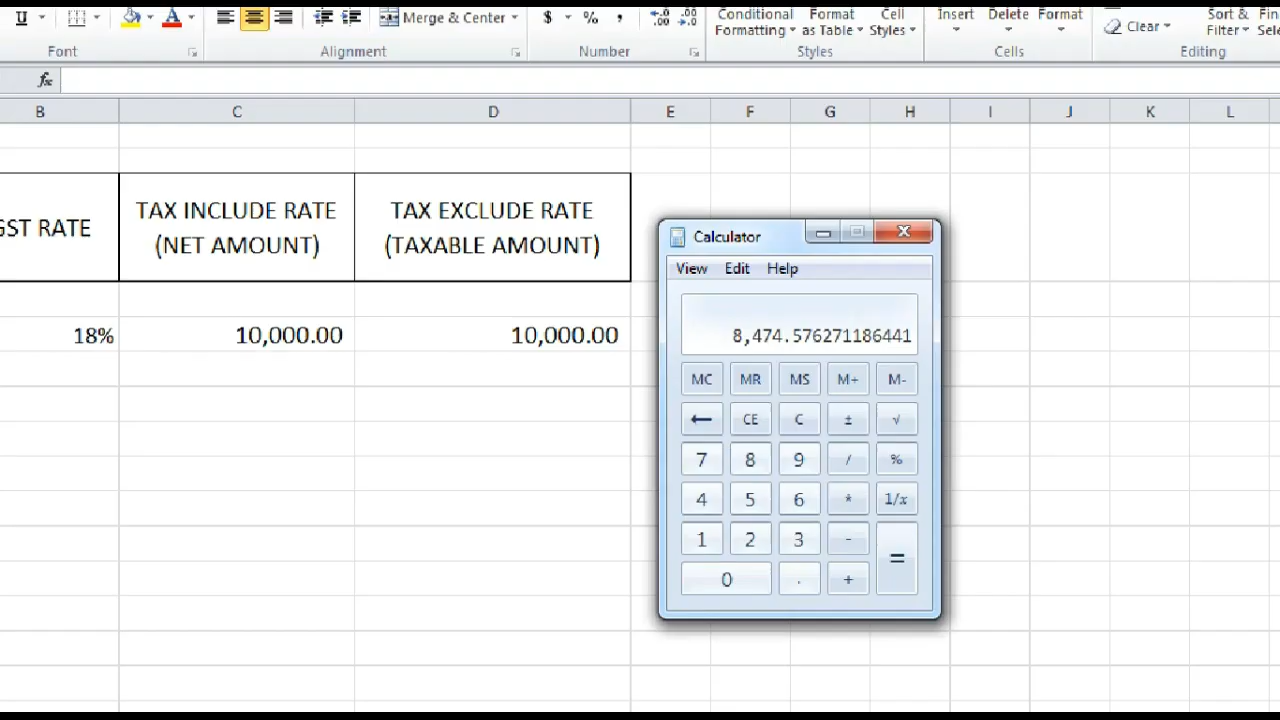 U A Merge & Center $ % , .00 .00 Conditional Format Cell Insert Delete Format Clear Sort &
Formatting as Table Styles Filter
Font Alignment Number Styles Cells Editing
fx
B C D E F G H I J K L
GST RATE
TAX INCLUDE RATE
(NET AMOUNT)
TAX EXCLUDE RATE
(TAXABLE AMOUNT)
18% 10,000.00 10,000.00
Calculator
View Edit Help
8,474.576271186441
MC MR MS M+ M-
← CE C ± √
7 8 9 / %
4 5 6 * 1/x
1 2 3 - =
0 . +